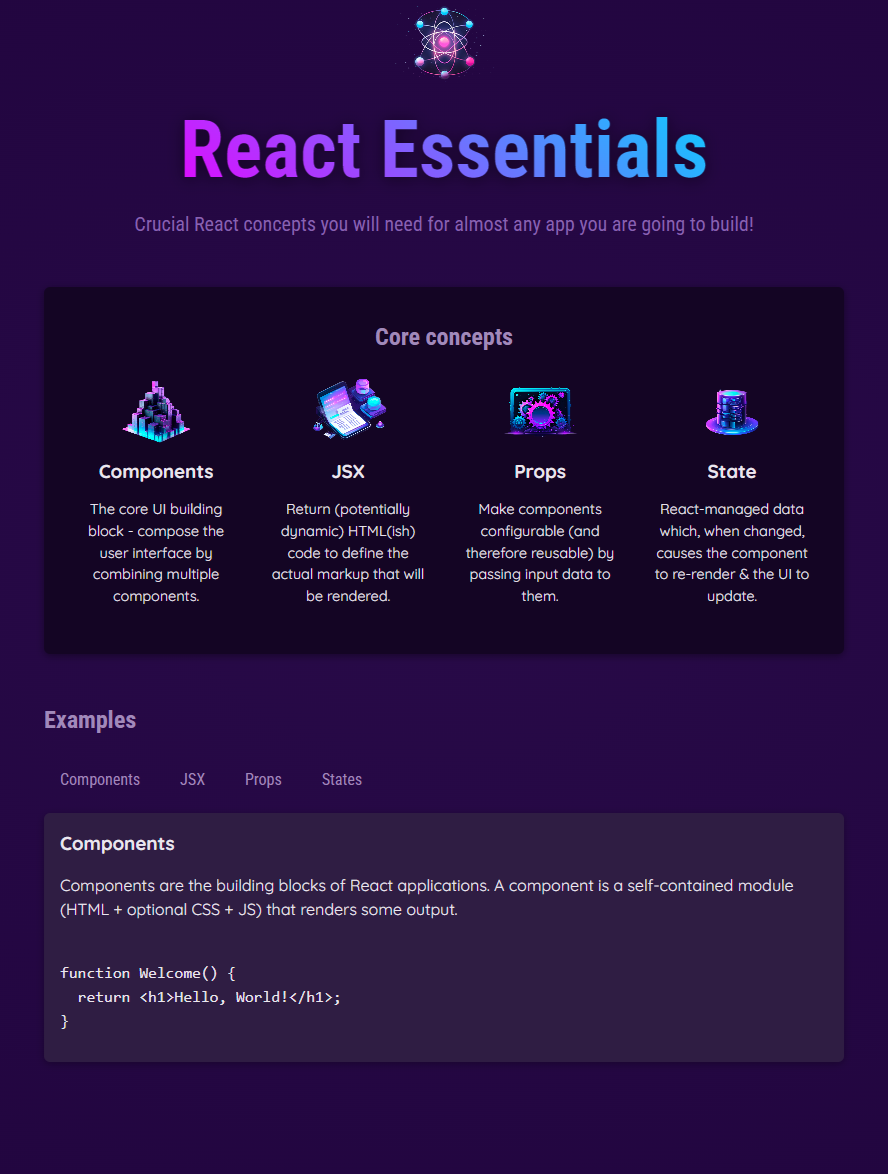 React Essentials
Crucial React concepts you will need for almost any app you are going to build!
Core concepts
Components
The core UI building
block - compose the
user interface by
combining multiple
components.
JSX
Return (potentially
dynamic) HTML(ish)
code to define the
actual markup that will
be rendered.
Props
Make components
configurable (and
therefore reusable) by
passing input data to
them.
State
React-managed data
which, when changed,
causes the component
to re-render & the UI to
update.
Examples
Components JSX Props States
Components
Components are the building blocks of React applications. A component is a self-contained module
(HTML + optional CSS + JS) that renders some output.
function Welcome() {
  return <h1>Hello, World!</h1>;
}